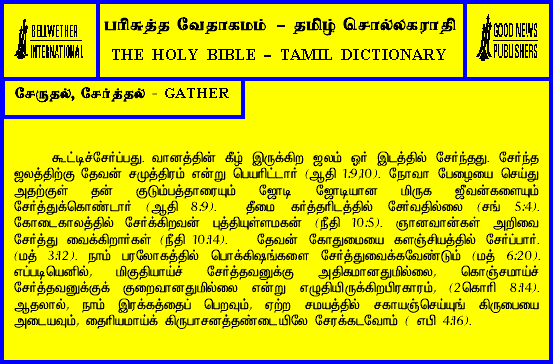 BELLWETHER
INTERNATIONAL
பரிசுத்த வேதாகமம் – தமிழ் சொல்லகராதி
THE HOLY BIBLE – TAMIL DICTIONARY
GOOD NEWS
PUBLISHERS
சேருதல், சேர்த்தல் - GATHER
கூட்டிச்சேர்ப்பது. வானத்தின் கீழ் இருக்கிற ஜலம் ஓர் இடத்தில் சேர்ந்தது. சேர்ந்த
ஜலத்திற்கு தேவன் சமுத்திரம் என்று பெயரிட்டார் (ஆதி 1:9,10). நோவா பேழையை செய்து
அதற்குள் தன் குடும்பத்தாரையும் ஜோடி ஜோடியான மிருக ஜீவன்களையும்
சேர்த்துக்கொண்டார் (ஆதி 8:9). தீமை கர்த்தரிடத்தில் சேர்வதில்லை (சங் 5:4).
கோடைகாலத்தில் சேர்க்கிறவன் புத்தியுள்ளமகன் (நீதி 10:5). ஞானவான்கள் அறிவை
சேர்த்து வைக்கிறார்கள் (நீதி 10:14). தேவன் கோதுமையை களஞ்சியத்தில் சேர்ப்பார்.
(மத் 3:12). நாம் பரலோகத்தில் பொக்கிஷங்களை சேர்த்துவைக்கவேண்டும் (மத் 6:20).
எப்படியெனில், மிகுதியாய்ச் சேர்த்தவனுக்கு அதிகமானதுமில்லை, கொஞ்சமாய்ச்
சேர்த்தவனுக்குக் குறைவானதுமில்லை என்று எழுதியிருக்கிறபிரகாரம், (2கொரி 8:14).
ஆதலால், நாம் இரக்கத்தைப் பெறவும், ஏற்ற சமயத்தில் சகாயஞ்செய்யுங் கிருபையை
அடையவும், தைரியமாய்க் கிருபாசனத்தண்டையிலே சேரக்கடவோம் ( எபி 4:16).